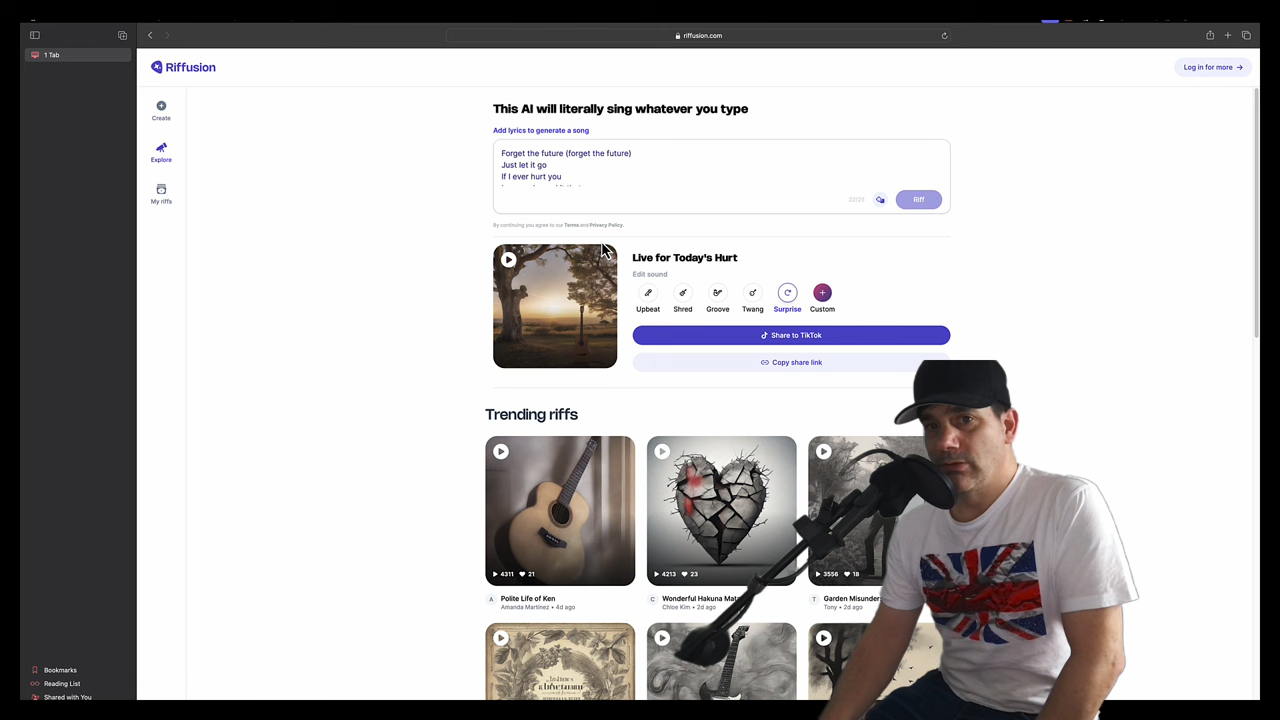 1 Tab
riffusion.com
Riffusion
Log in for more →
Create
Explore
My riffs
This AI will literally sing whatever you type
Add lyrics to generate a song
Forget the future (forget the future)
Just let it go
If I ever hurt you
Riff
By continuing you agree to our Terms and Privacy Policy.
Live for Today's Hurt
Edit sound
Upbeat
Shred
Groove
Twang
Surprise
Custom
Share to TikTok
Copy share link
Trending riffs
4311 21
4213 23
3556 18
A Polite Life of Ken
Amanda Martinez • 4d ago
C Wonderful Hakuna
Chloe Kim • 2d ago
T Garden
Tony • 2d ago
Bookmarks
Reading List
Shared with You